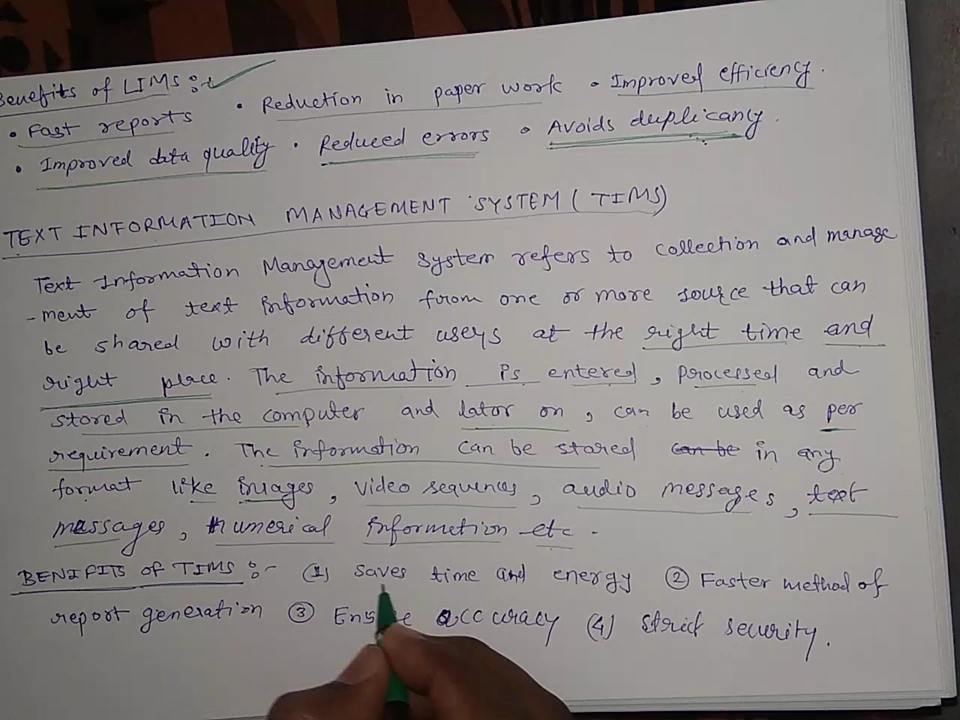 Benefits of LIMS :-
• Fast reports • Reduction in paper work • Improved efficiency.
• Improved data quality • Reduced errors • Avoids duplicany.
TEXT INFORMATION MANAGEMENT SYSTEM (TIMS)
Text Information Management system refers to collection and manage
-ment of text information from one or more source that can
be shared with different users at the right time and
right place. The information is entered, processed and
stored in the computer and lator on, can be used as per
requirement. The information can be stored can be in any
format like images, video sequences, audio messages, text
messages, numerical informetion etc.
BENIFITS of TIMS :- (1) saves time and energy (2) Faster method of
report generation (3) accuracy (4) strict security.